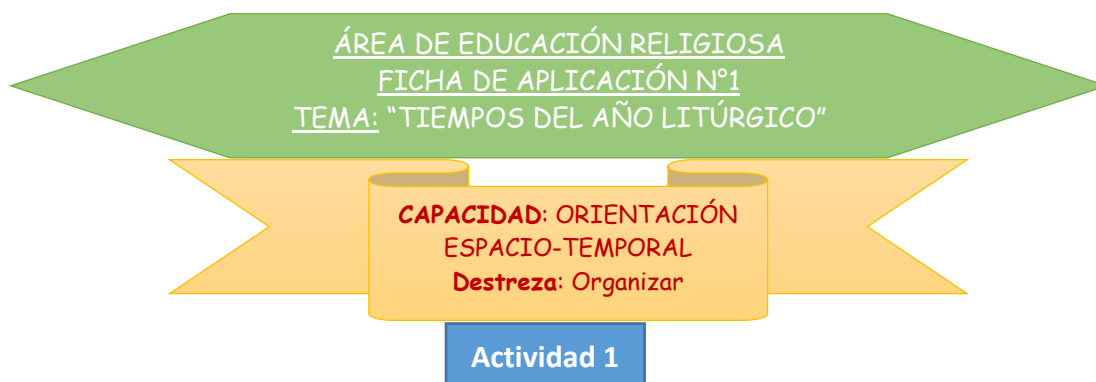 ÁREA DE EDUCACIÓN RELIGIOSA
FICHA DE APLICACIÓN N°1
TEMA: “TIEMPOS DEL AÑO LITÚRGICO”
CAPACIDAD: ORIENTACIÓN
ESPACIO-TEMPORAL
Destreza: Organizar
Actividad 1